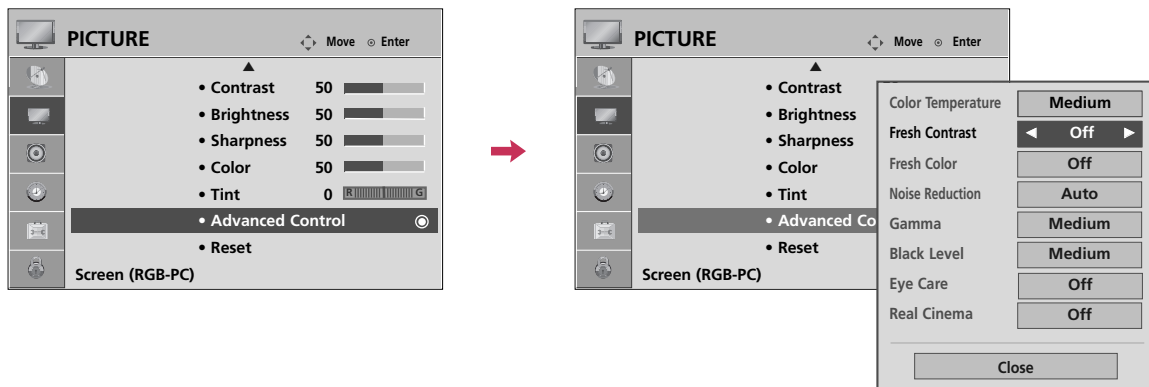 PICTURE
Move
Enter
• Contrast 50
• Brightness 50
• Sharpness 50
• Color 50
• Tint 0 R G
• Advanced Control
• Reset
Screen (RGB-PC)
PICTURE
Move
Enter
• Contrast
• Brightness
• Sharpness
• Color
• Tint
• Advanced Co
• Reset
Screen (RGB-PC)
Color Temperature Medium
Fresh Contrast ◄ Off ►
Fresh Color Off
Noise Reduction Auto
Gamma Medium
Black Level Medium
Eye Care Off
Real Cinema Off
Close